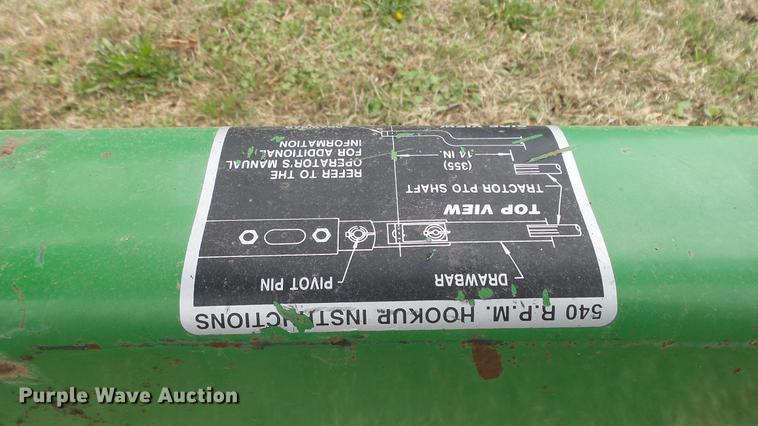 540 R.P.M. HOOKUP INSTRUCTIONS
PIVOT PIN
DRAWBAR
TOP VIEW
TRACTOR PTO SHAFT
(355)
14 IN.
REFER TO THE
OPERATOR'S MANUAL
FOR ADDITIONAL
INFORMATION
Purple Wave Auction